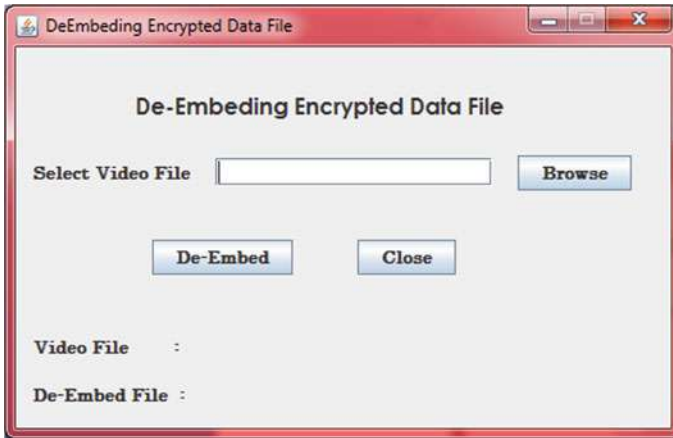 DeEmbeding Encrypted Data File
De-Embeding Encrypted Data File
Select Video File Browse
De-Embed Close
Video File :
De-Embed File :